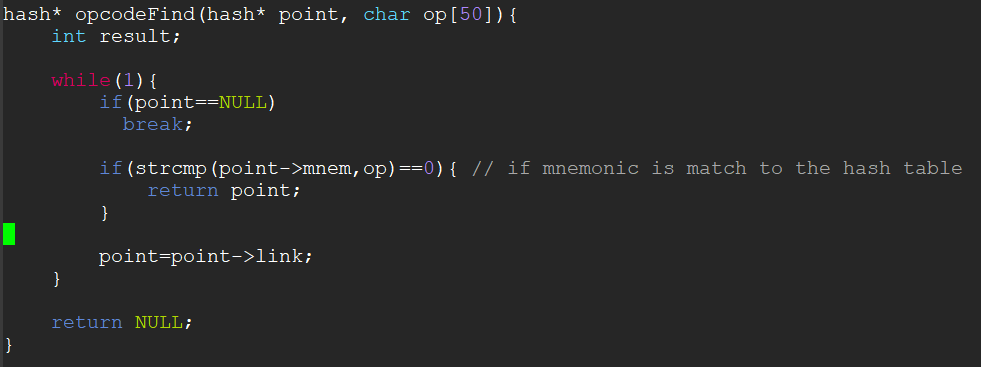 hash* opcodeFind(hash* point, char op[50]){
    int result;

    while(1){
        if(point==NULL)
          break;

        if(strcmp(point->mnem,op)==0){ // if mnemonic is match to the hash table
            return point;
        }

        point=point->link;
    }

    return NULL;
}